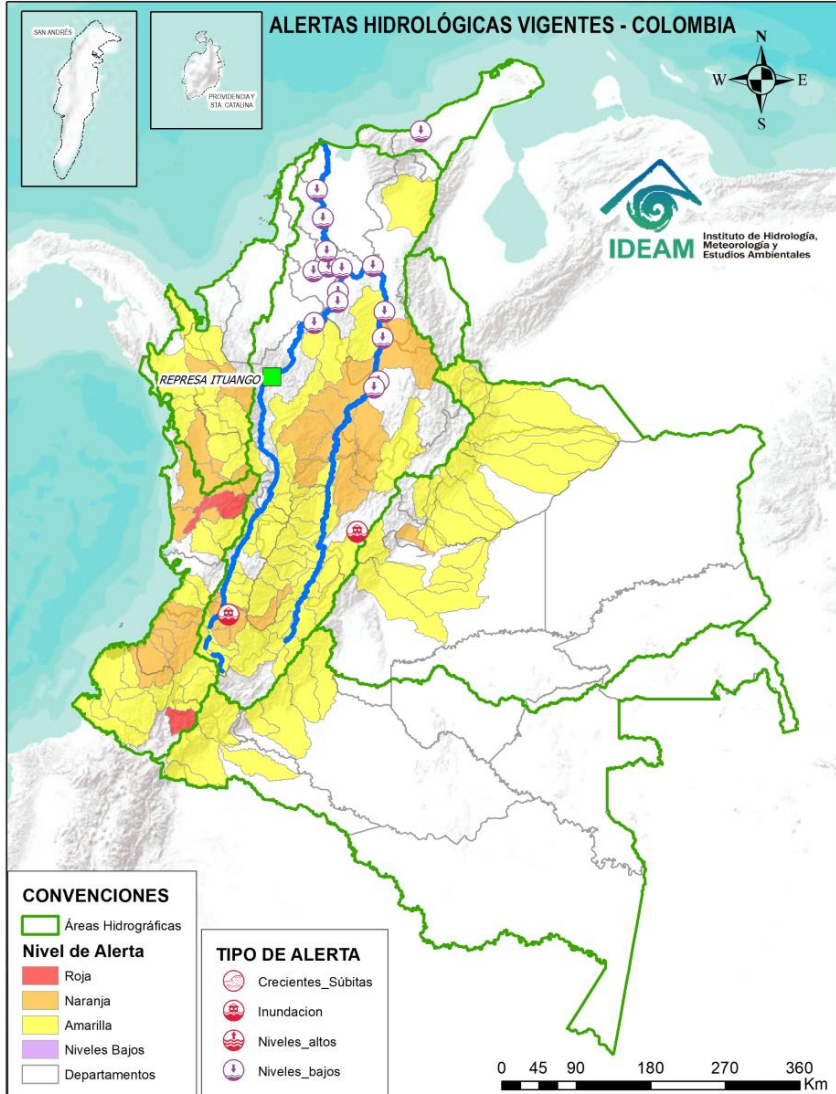 ALERTAS HIDROLÓGICAS VIGENTES - COLOMBIA
SAN ANDRÉS
PROVIDENCIA Y
STA. CATALINA
N
W
E
S
IDEAM
Instituto de Hidrología,
Meteorología y
Estudios Ambientales
REPRESA ITUANGO
CONVENCIONES
Áreas Hidrográficas
Nivel de Alerta
Roja
Naranja
Amarilla
Niveles Bajos
Departamentos
TIPO DE ALERTA
Crecientes_Súbitas
Inundacion
Niveles_altos
Niveles_bajos
0 45 90 180 270 360
Km